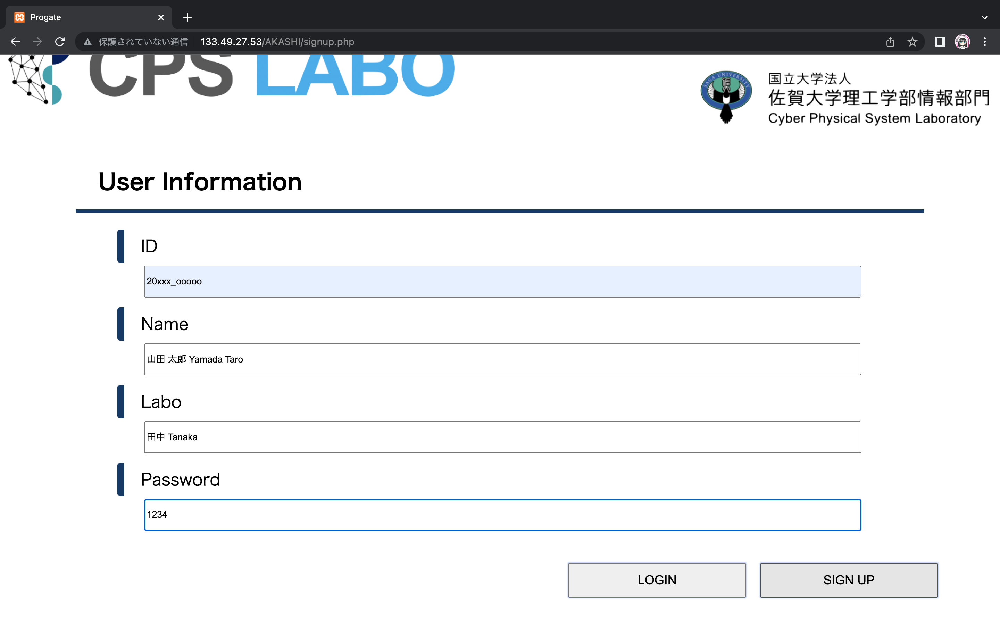 Progate
保護されていない通信 133.49.27.53/AKASHI/signup.php
CPS LABO
SAGA UNIVERSITY
国立大学法人
佐賀大学理工学部情報部門
Cyber Physical System Laboratory
User Information
ID
20xxx_ooooo
Name
山田 太郎 Yamada Taro
Labo
田中 Tanaka
Password
1234
LOGIN
SIGN UP